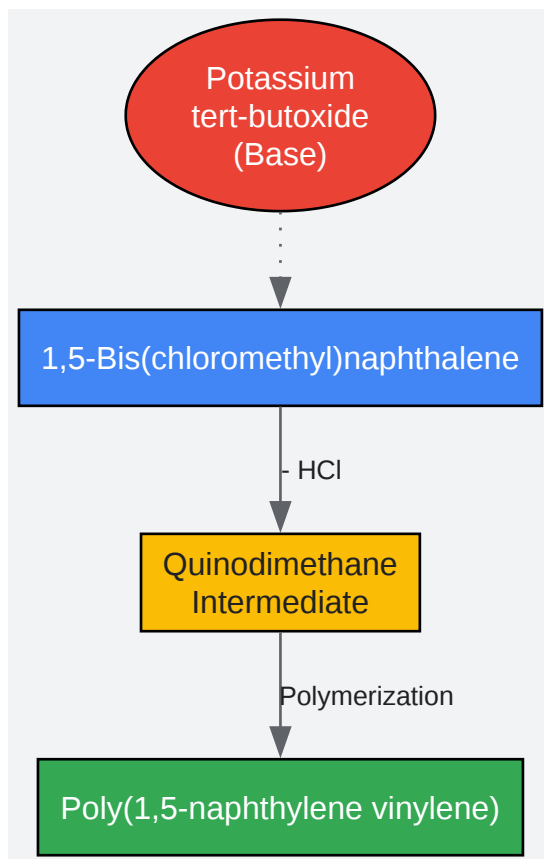 Potassium
tert-butoxide
(Base)
1,5-Bis(chloromethyl)naphthalene
- HCl
Quinodimethane
Intermediate
Polymerization
Poly(1,5-naphthylene vinylene)